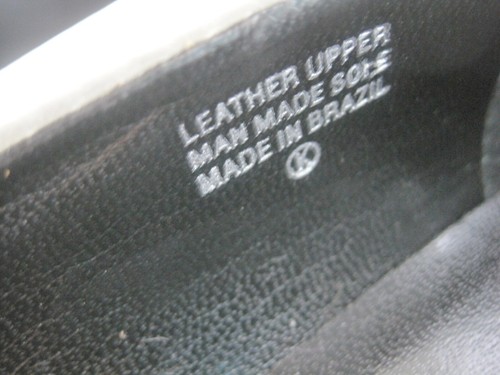 LEATHER UPPER
MAN MADE SOLE
MADE IN BRAZIL
K